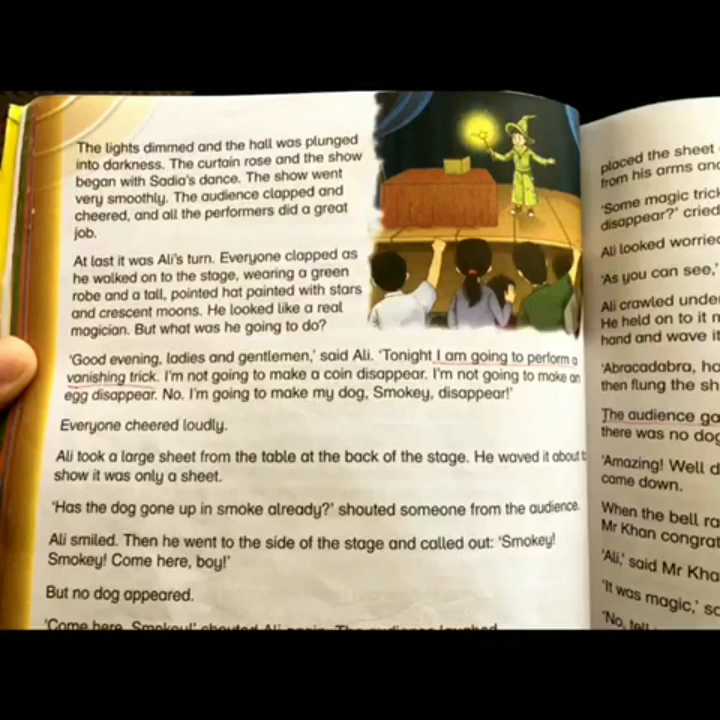 The lights dimmed and the hall was plunged
into darkness. The curtain rose and the show
began with Sadia's dance. The show went
very smoothly. The audience clapped and
cheered, and all the performers did a great
job.
At last it was Ali's turn. Everyone clapped as
he walked on to the stage, wearing a green
robe and a tall, pointed hat painted with stars
and crescent moons. He looked like a real
magician. But what was he going to do?
'Good evening, ladies and gentlemen,' said Ali. 'Tonight I am going to perform a
vanishing trick. I'm not going to make a coin disappear. I'm not going to make an
egg disappear. No. I'm going to make my dog, Smokey, disappear!'
Everyone cheered loudly.
Ali took a large sheet from the table at the back of the stage. He waved it about t
show it was only a sheet.
'Has the dog gone up in smoke already?' shouted someone from the audience.
Ali smiled. Then he went to the side of the stage and called out: 'Smokey!
Smokey! Come here, boy!'
But no dog appeared.
'Come here, Smokey!' shouted Ali again. The audience laughed
placed the sheet
from his arms and
'Some magic trick
disappear?' cried
Ali looked worried
'As you can see,'
Ali crawled unde
He held on to it
hand and wave it
'Abracadabra,
then flung the sh
The audience ga
there was no dog
'Amazing! Well d
came down.
When the bell ra
Mr Khan congrat
'Ali,' said Mr Kha
'It was magic,'
'No, tell